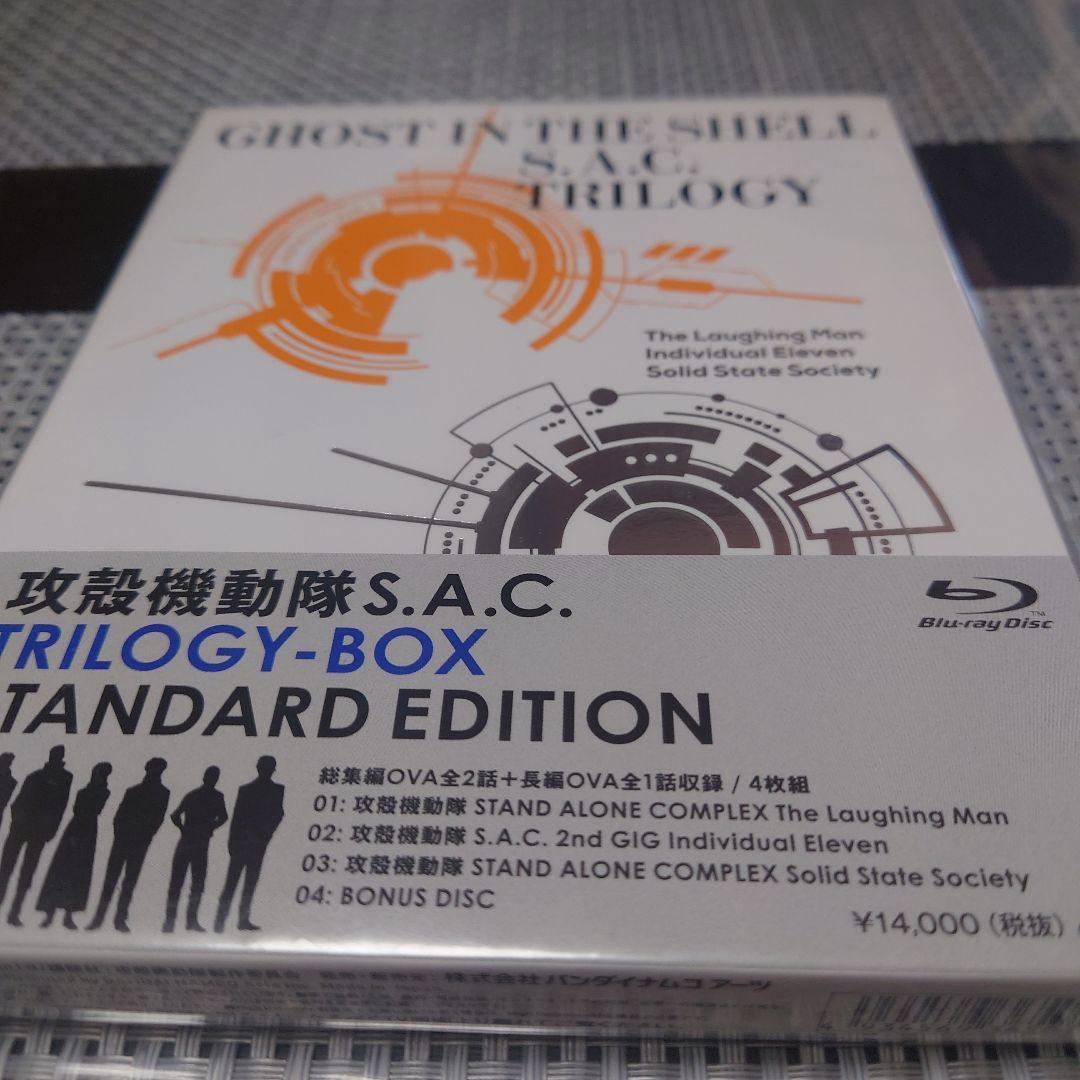 GHOST IN THE SHELL
S.A.C.
TRILOGY
The Laughing Man
Individual Eleven
Solid State Society
攻殻機動隊 S.A.C.
TRILOGY-BOX
TANDARD EDITION
Blu-ray Disc
TM
総集編OVA全2話+長編OVA全1話収録 / 4枚組
01: 攻殻機動隊 STAND ALONE COMPLEX The Laughing Man
02: 攻殻機動隊 S.A.C. 2nd GIG Individual Eleven
03: 攻殻機動隊 STAND ALONE COMPLEX Solid State Society
04: BONUS DISC
¥14,000 (税抜)
株式会社 バンダイナムコアーツ